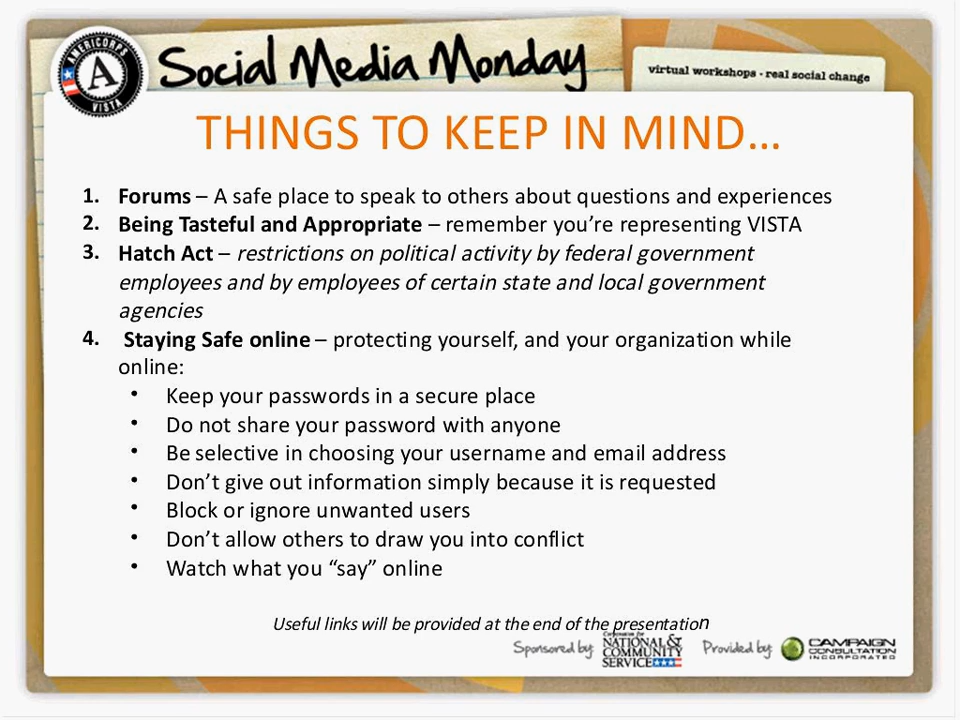 AMERICORPS
A
VISTA
Social Media Monday
virtual workshops · real social change
THINGS TO KEEP IN MIND...
1. Forums – A safe place to speak to others about questions and experiences
2. Being Tasteful and Appropriate – remember you’re representing VISTA
3. Hatch Act – restrictions on political activity by federal government
employees and by employees of certain state and local government
agencies
4. Staying Safe online – protecting yourself, and your organization while
online:
• Keep your passwords in a secure place
• Do not share your password with anyone
• Be selective in choosing your username and email address
• Don’t give out information simply because it is requested
• Block or ignore unwanted users
• Don’t allow others to draw you into conflict
• Watch what you “say” online
Useful links will be provided at the end of the presentation
Sponsored by
Corporation for
NATIONAL &
COMMUNITY
SERVICE
Provided by
CAMPAIGN
CONSULTATION
INCORPORATED